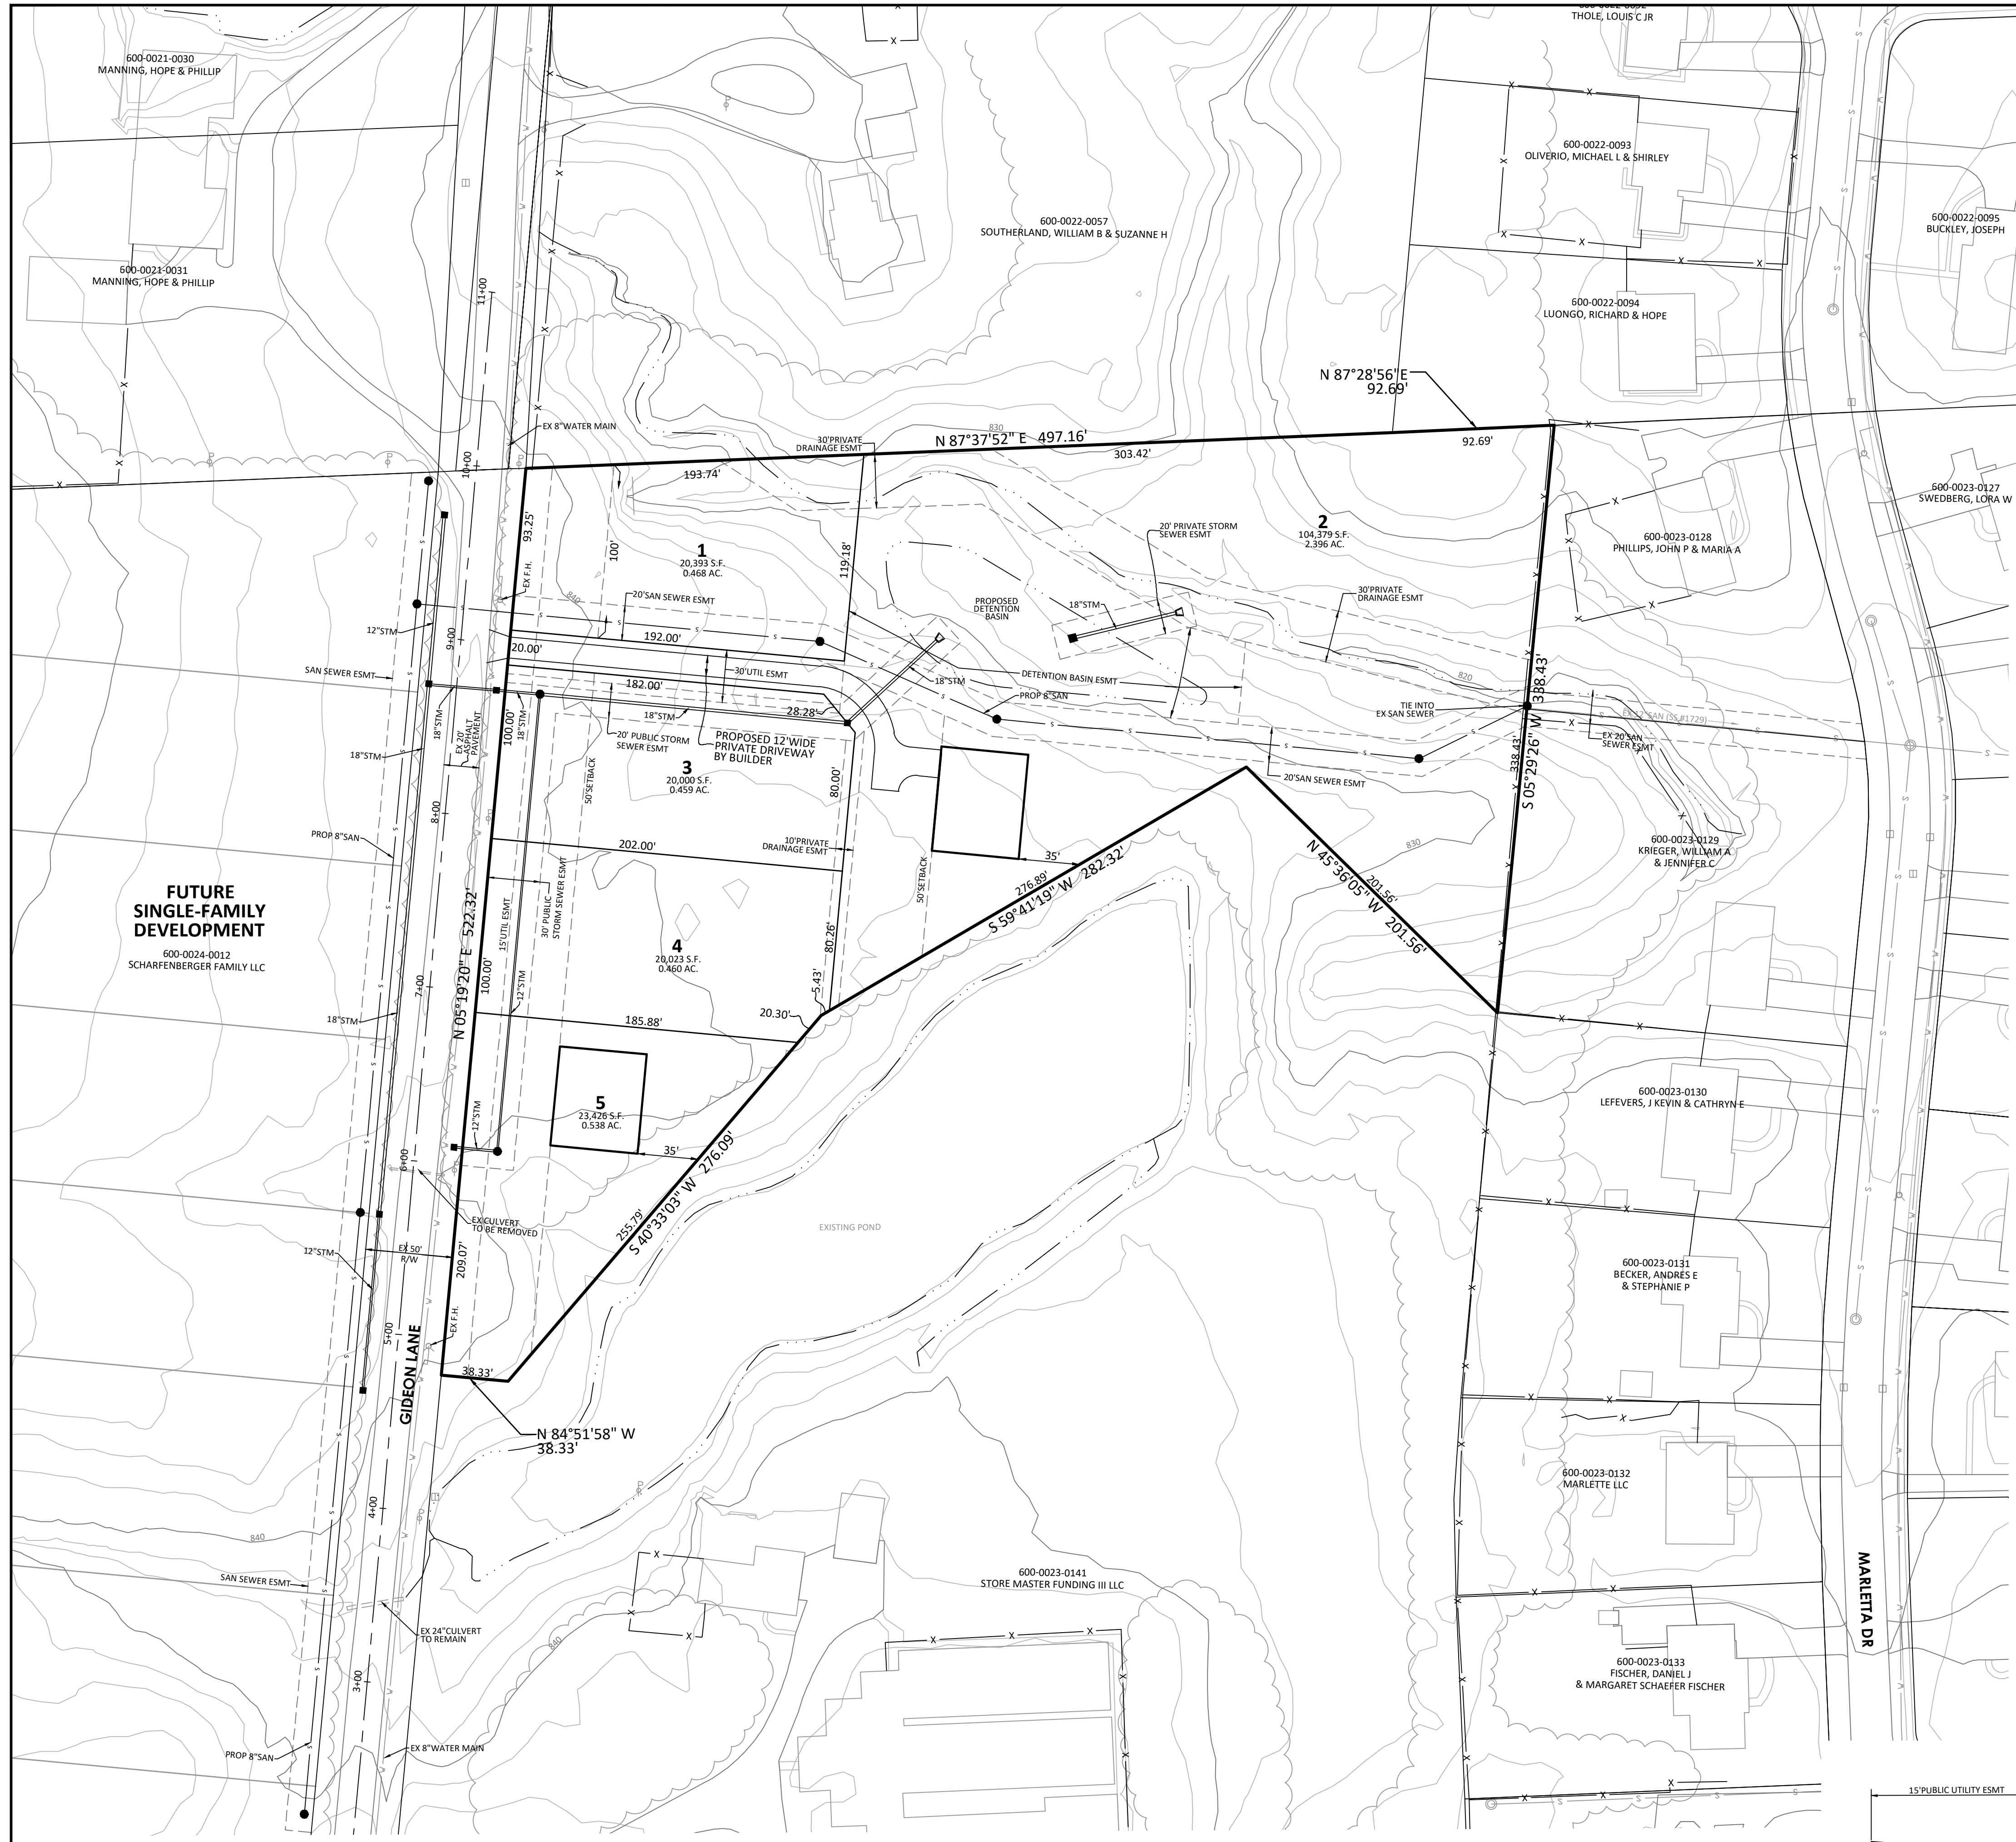 THOLE, LOUIS C JR
600-0021-0030
MANNING, HOPE & PHILLIP
600-0022-0093
OLIVERIO, MICHAEL L & SHIRLEY
600-0022-0057
SOUTHERLAND, WILLIAM B & SUZANNE H
600-0022-0095
BUCKLEY, JOSEPH
600-0021-0031
MANNING, HOPE & PHILLIP
11+00
600-0022-0094
LUONGO, RICHARD & HOPE
N 87°28'56" E
92.69'
EX 8" WATER MAIN
830
30' PRIVATE
DRAINAGE ESMT
N 87°37'52" E 497.16'
303.42'
92.69'
10+00
193.74'
600-0023-0127
SWEDBERG, LORA W
93.25'
100'
1
20,393 S.F.
0.468 AC.
119.18'
2
104,379 S.F.
2.396 AC.
20' PRIVATE STORM
SEWER ESMT
600-0023-0128
PHILLIPS, JOHN P & MARIA A
EX F.H.
840
20' SAN SEWER ESMT
PROPOSED
DETENTION
BASIN
18" STM
30' PRIVATE
DRAINAGE ESMT
12" STM
9+00
192.00'
20.00'
SAN SEWER ESMT
30' UTIL ESMT
182.00'
18" STM
DETENTION BASIN ESMT
820
338.43'
PROP 8" SAN
28.28'
18" STM
TIE INTO
EX SAN SEWER
EX 12" SAN (SS #1729)
EX 20' SAN
SEWER ESMT
18" STM
EX 20'
ASPHALT
PAVEMENT
100.00'
18" STM
20' PUBLIC STORM
SEWER ESMT
PROPOSED 12' WIDE
PRIVATE DRIVEWAY
BY BUILDER
18" STM
50' SETBACK
3
20,000 S.F.
0.459 AC.
80.00'
20' SAN SEWER ESMT
338.43'
S 05°29'26" W
8+00
PROP 8" SAN
202.00'
10' PRIVATE
DRAINAGE ESMT
35'
830
600-0023-0129
KRIEGER, WILLIAM A
& JENNIFER C
50' SETBACK
276.89'
S 59°41'19" W 282.32'
201.56'
N 45°36'05" W 201.56'
FUTURE
SINGLE-FAMILY
DEVELOPMENT
600-0024-0012
SCHARFENBERGER FAMILY LLC
N 05°19'20" E 522.32'
15' UTIL ESMT
30' PUBLIC
STORM SEWER ESMT
4
20,023 S.F.
0.460 AC.
80.26'
7+00
100.00'
12" STM
5.43'
20.30'
18" STM
185.88'
5
23,426 S.F.
0.538 AC.
600-0023-0130
LEFEVERS, J KEVIN & CATHRYN E
12" STM
35'
6+00
255.79'
S 40°33'03" W 276.09'
EX CULVERT
TO BE REMOVED
EXISTING POND
12" STM
EX 50'
R/W
209.07'
600-0023-0131
BECKER, ANDRES E
& STEPHANIE P
5+00
EX F.H.
GIDEON LANE
38.33'
N 84°51'58" W
38.33'
600-0023-0132
MARLETTE LLC
4+00
840
SAN SEWER ESMT
600-0023-0141
STORE MASTER FUNDING III LLC
MARLETTA DR
EX 24" CULVERT
TO REMAIN
840
600-0023-0133
FISCHER, DANIEL J
& MARGARET SCHAEFER FISCHER
3+00
PROP 8" SAN
EX 8" WATER MAIN
15' PUBLIC UTILITY ESMT